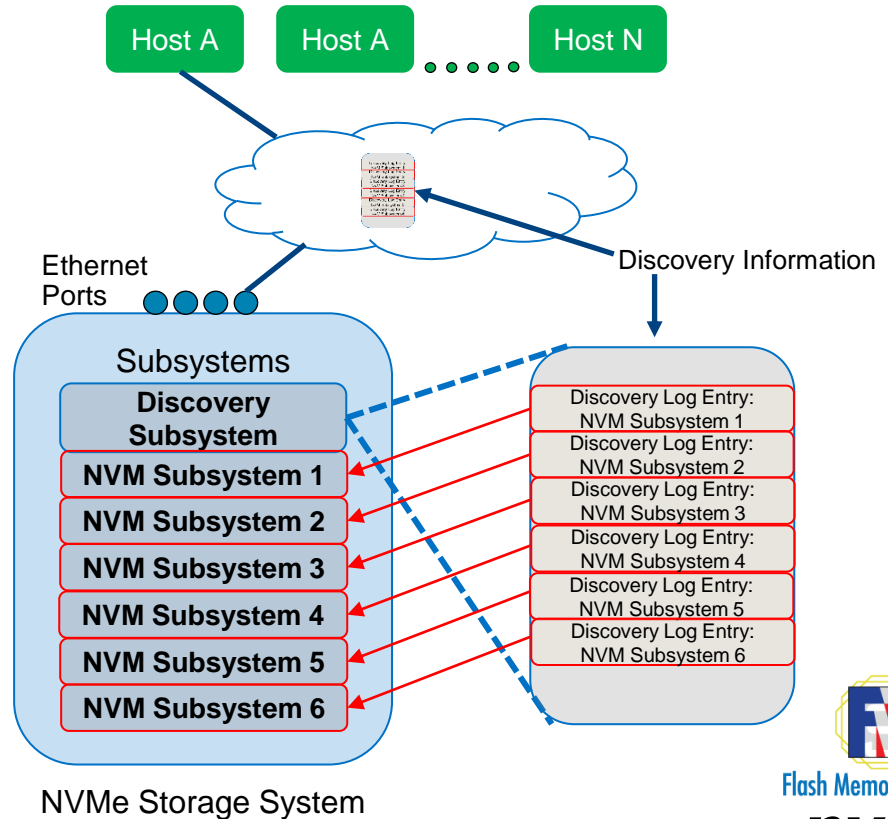 Host A
Host A
Host N
Discovery Information
Ethernet
Ports
Subsystems
Discovery
Subsystem
NVM Subsystem 1
NVM Subsystem 2
NVM Subsystem 3
NVM Subsystem 4
NVM Subsystem 5
NVM Subsystem 6
Discovery Log Entry:
NVM Subsystem 1
Discovery Log Entry:
NVM Subsystem 2
Discovery Log Entry:
NVM Subsystem 3
Discovery Log Entry:
NVM Subsystem 4
Discovery Log Entry:
NVM Subsystem 5
Discovery Log Entry:
NVM Subsystem 6
NVMe Storage System
Flash Memo